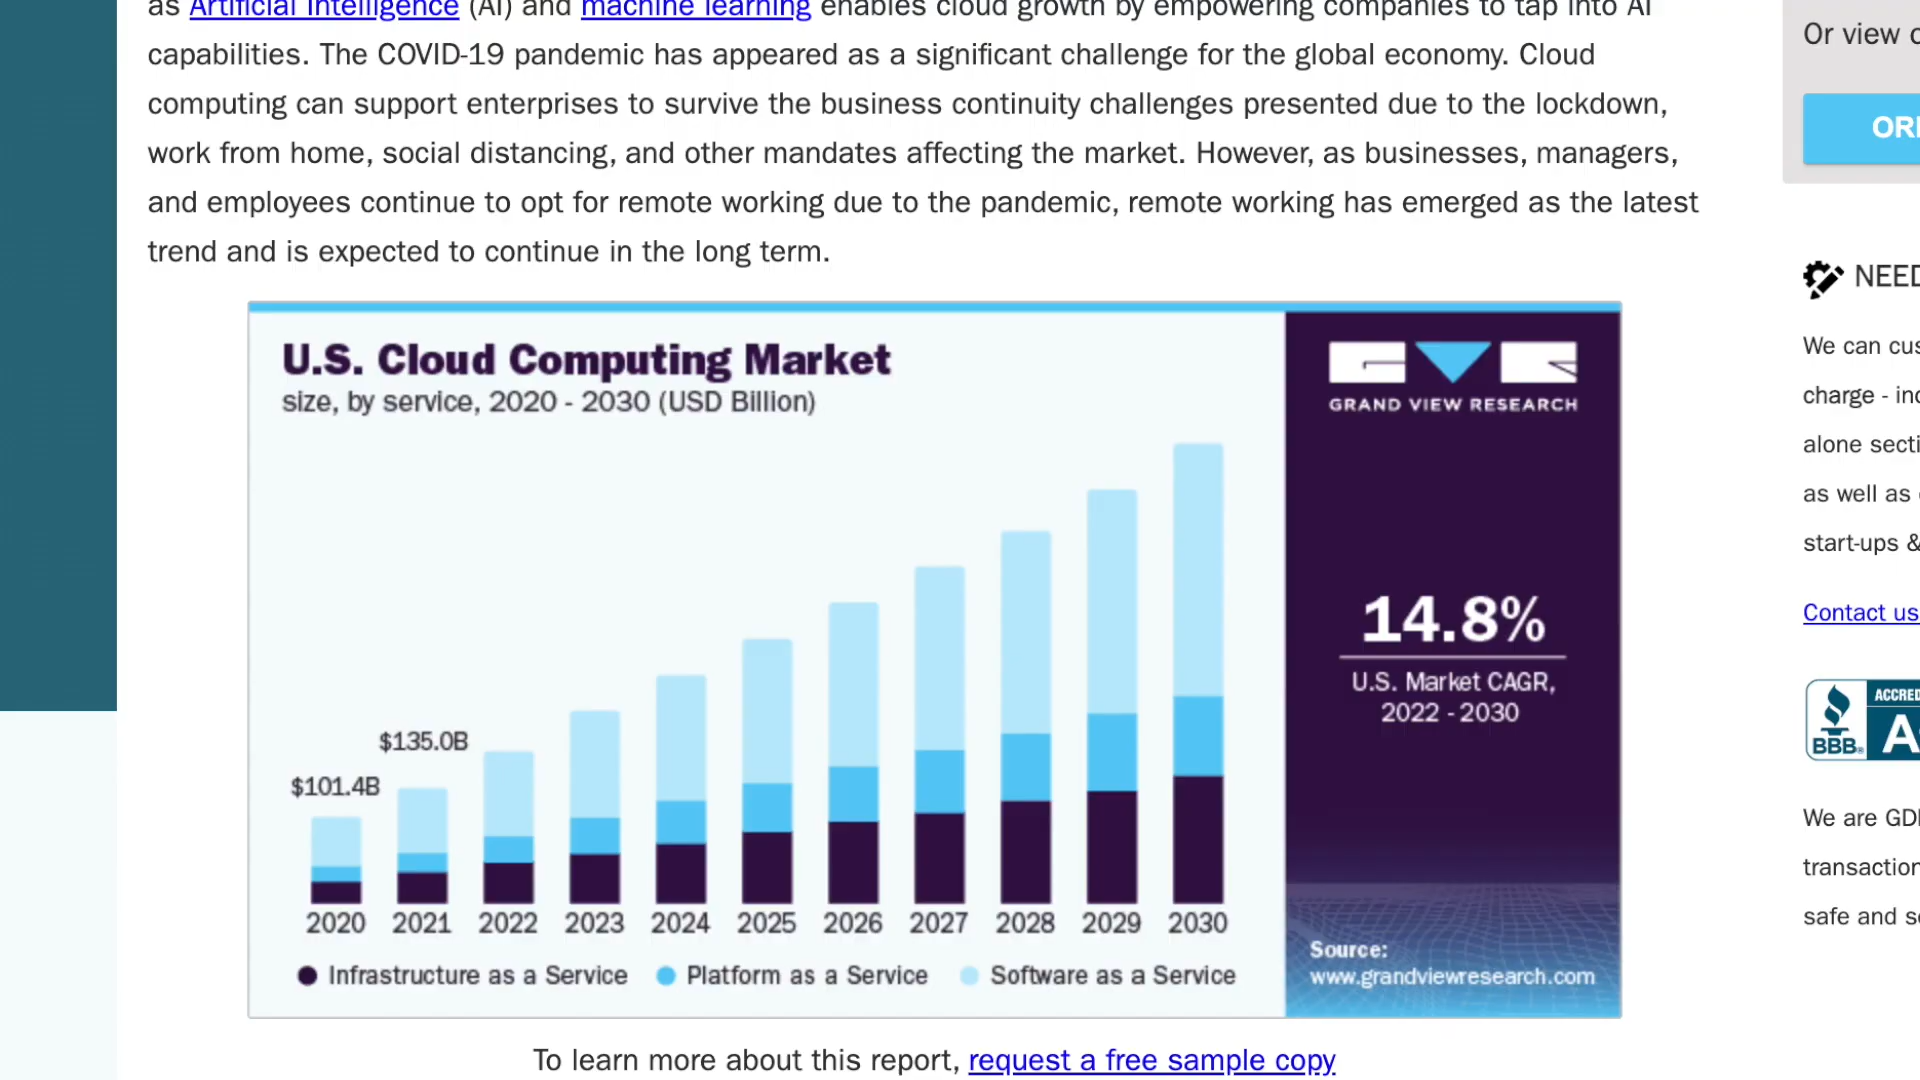 as Artificial Intelligence (AI) and machine learning enables cloud growth by empowering companies to tap into AI
capabilities. The COVID-19 pandemic has appeared as a significant challenge for the global economy. Cloud
computing can support enterprises to survive the business continuity challenges presented due to the lockdown,
work from home, social distancing, and other mandates affecting the market. However, as businesses, managers,
and employees continue to opt for remote working due to the pandemic, remote working has emerged as the latest
trend and is expected to continue in the long term.
U.S. Cloud Computing Market
size, by service, 2020 - 2030 (USD Billion)
$101.4B
$135.0B
2020 2021 2022 2023 2024 2025 2026 2027 2028 2029 2030
Infrastructure as a Service Platform as a Service Software as a Service
GRAND VIEW RESEARCH
14.8%
U.S. Market CAGR,
2022 - 2030
Source:
www.grandviewresearch.com
To learn more about this report, request a free sample copy
Or view
NEED
We can
charge -
alone
as well as
start-ups &
Contact us
BBB
We are
safe and